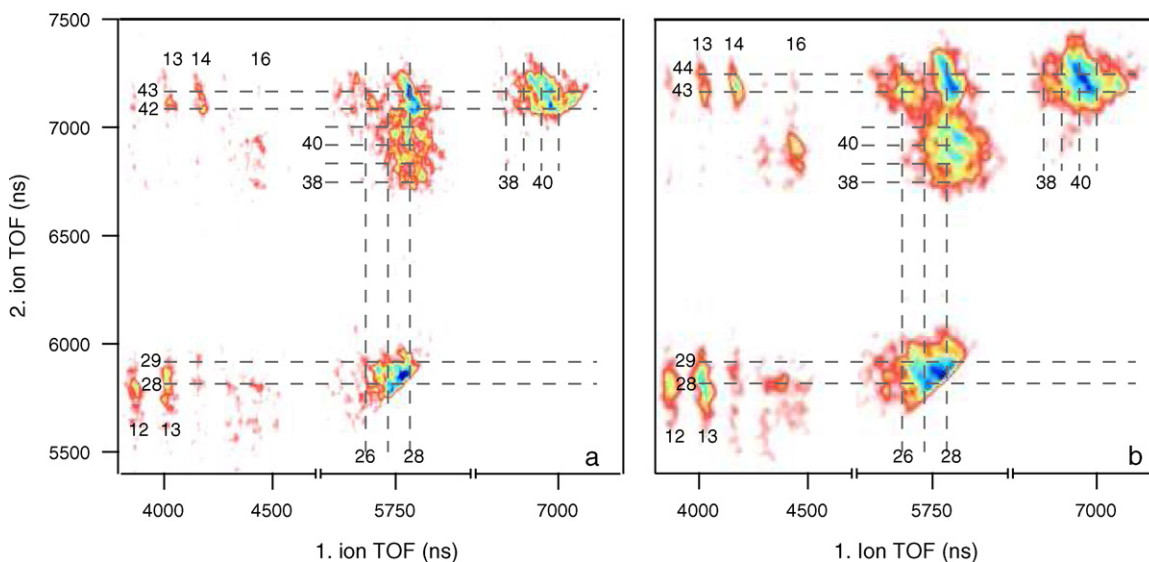 7500
7000
6500
6000
5500
2. ion TOF (ns)
13 14 16
43
42
40
38
38 40
29
28
12 13
26 28
a
4000 4500 5750 7000
1. ion TOF (ns)
13 14 16
44
43
40
38
38 40
29
28
12 13
26 28
b
4000 4500 5750 7000
1. Ion TOF (ns)